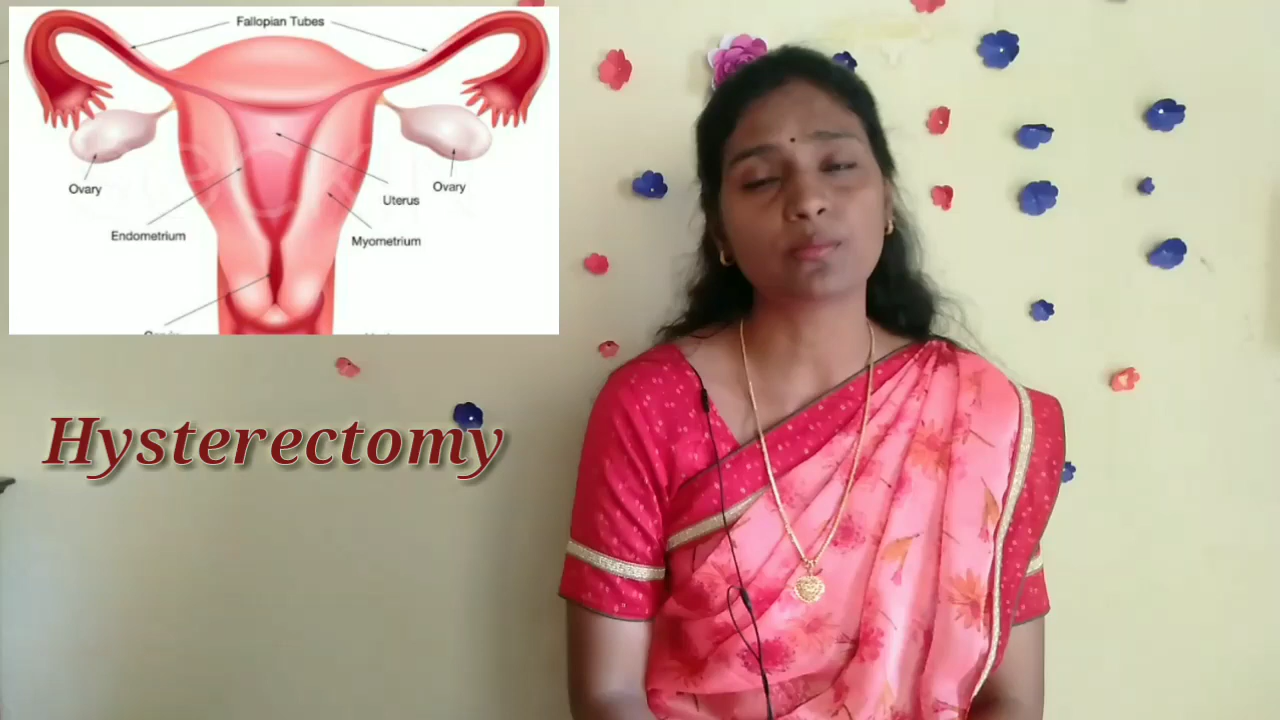 Fallopian Tubes
Ovary
Ovary
Uterus
Endometrium
Myometrium
Hysterectomy